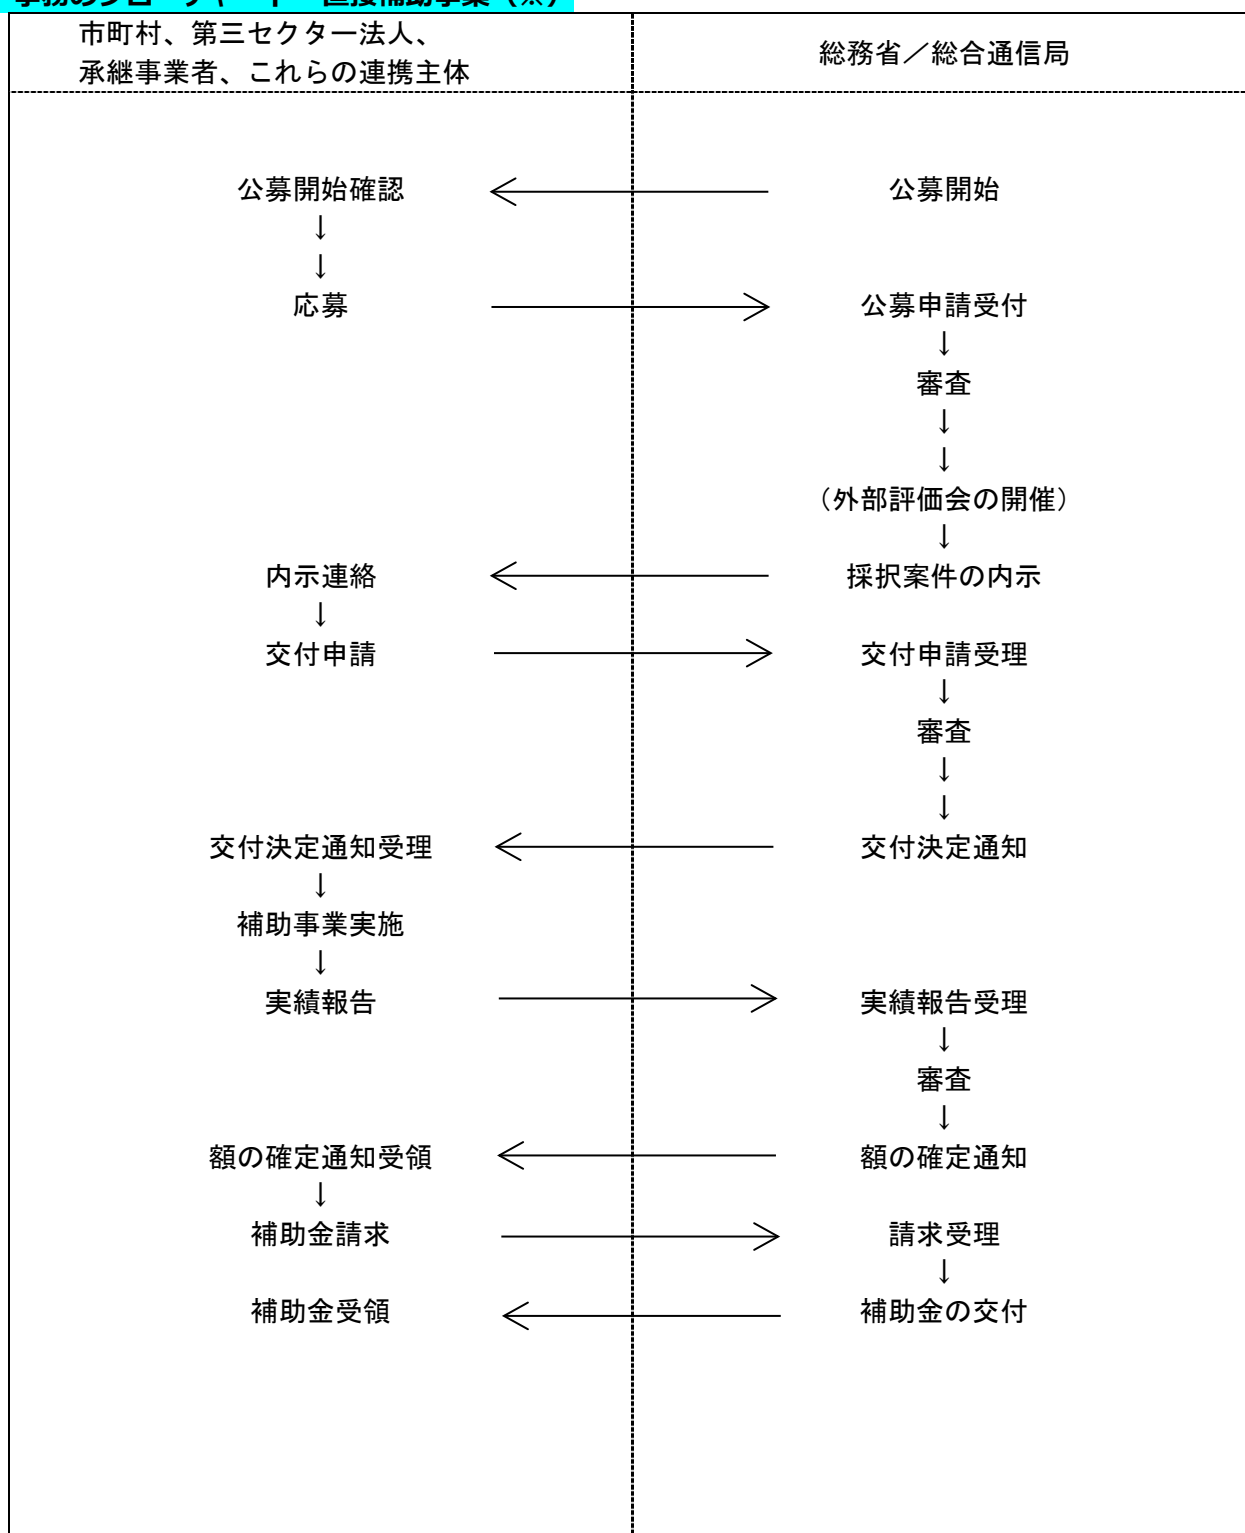 事務のフローチャート 直接補助事業（※）
市町村、第三セクター法人、
承継事業者、これらの連携主体
総務省／総合通信局
公募開始確認 ← 公募開始
↓
↓
応募 → 公募申請受付
↓
審査
↓
↓
（外部評価会の開催）
↓
内示連絡 ← 採択案件の内示
↓
交付申請 → 交付申請受理
↓
審査
↓
↓
交付決定通知受理 ← 交付決定通知
↓
補助事業実施
↓
実績報告 → 実績報告受理
↓
審査
↓
額の確定通知受領 ← 額の確定通知
↓
補助金請求 → 請求受理
↓
補助金受領 ← 補助金の交付